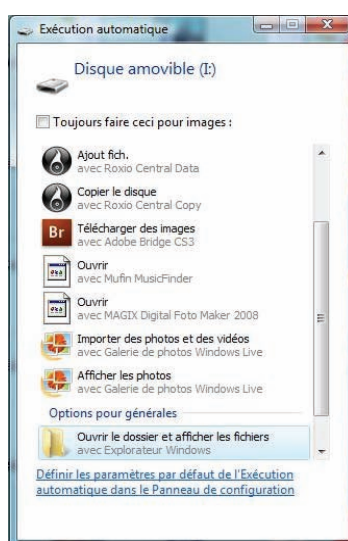 Exécution automatique
Disque amovible (I:)
Toujours faire ceci pour images :
Ajout fich.
avec Roxio Central Data
Copier le disque
avec Roxio Central Copy
Br
Télécharger des images
avec Adobe Bridge CS3
Ouvrir
avec Mufin MusicFinder
Ouvrir
avec MAGIX Digital Foto Maker 2008
Importer des photos et des vidéos
avec Galerie de photos Windows Live
Afficher les photos
avec Galerie de photos Windows Live
Options pour générales
Ouvrir le dossier et afficher les fichiers
avec Explorateur Windows
Définir les paramètres par défaut de l'Exécution
automatique dans le Panneau de configuration